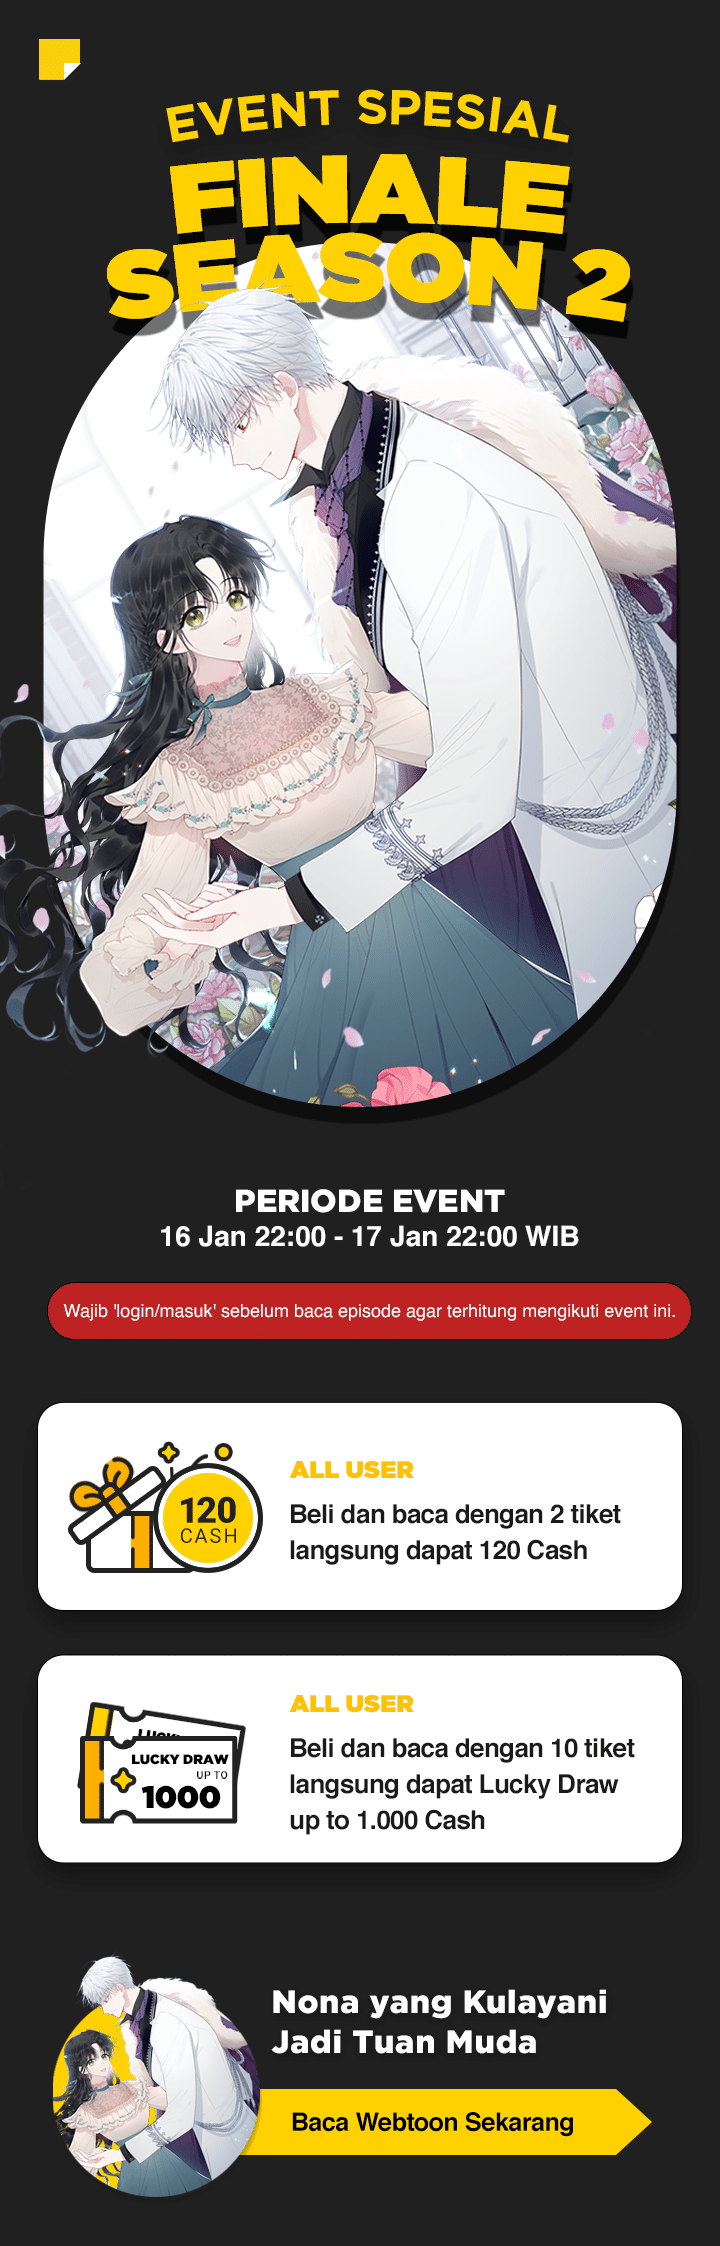 EVENT SPESIAL
FINALE
SEASON 2
PERIODE EVENT
16 Jan 22:00 - 17 Jan 22:00 WIB
Wajib 'login/masuk' sebelum baca episode agar terhitung mengikuti event ini.
120
CASH
ALL USER
Beli dan baca dengan 2 tiket
langsung dapat 120 Cash
LUCKY DRAW
UP TO
1000
ALL USER
Beli dan baca dengan 10 tiket
langsung dapat Lucky Draw
up to 1.000 Cash
Nona yang Kulayani
Jadi Tuan Muda
Baca Webtoon Sekarang